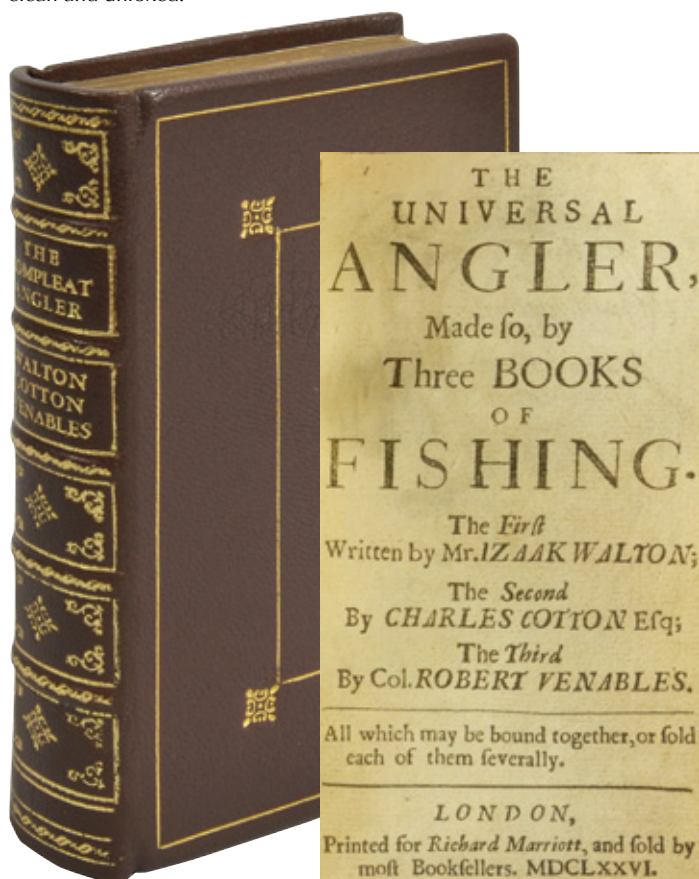 clean and unfoxed.
THE
COMPLEAT
ANGLER
WALTON
COTTON
VENABLES
THE
UNIVERSAL
ANGLER,
Made ſo, by
Three BOOKS
OF
FISHING.
The Firſt
Written by Mr. IZAAK WALTON;
The Second
By CHARLES COTTON Eſq;
The Third
By Col. ROBERT VENABLES.
All which may be bound together, or ſold
each of them ſeverally.
LONDON,
Printed for Richard Marriott, and ſold by
moſt Bookſellers. MDCLXXVI.